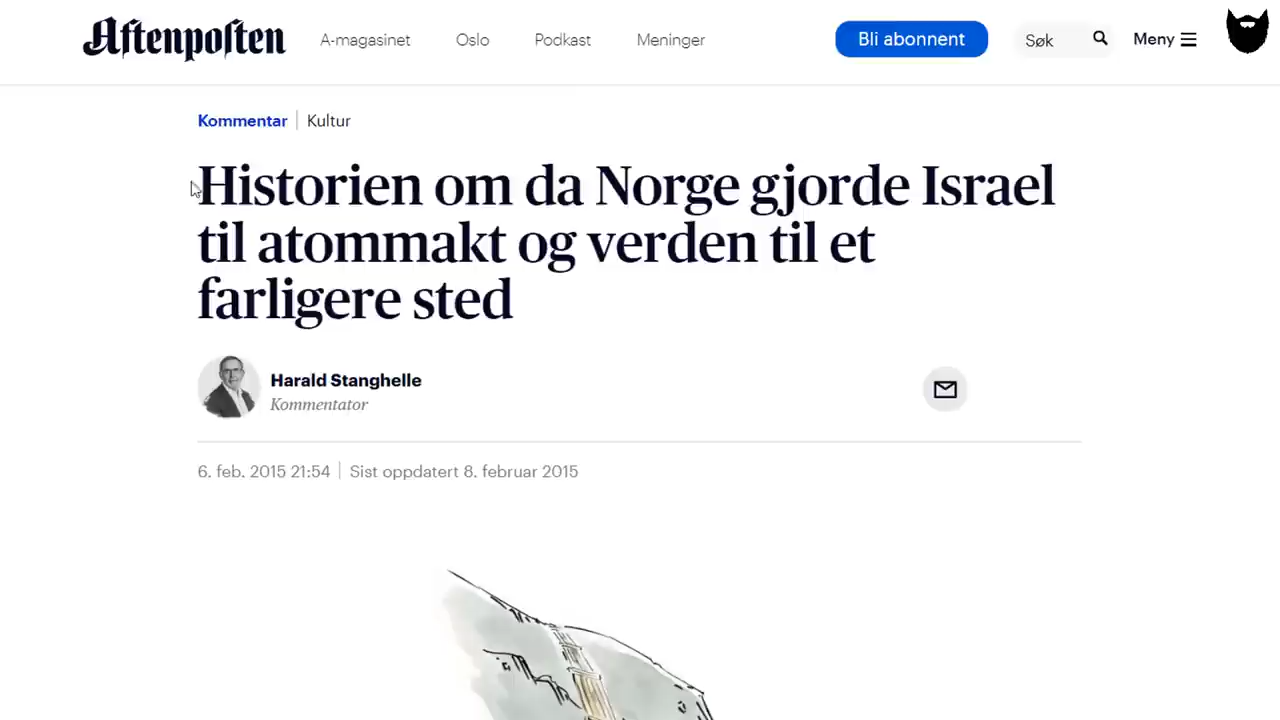 Aftenposten
A-magasinet
Oslo
Podkast
Meninger
Bli abonnent
Søk
Meny
Kommentar
Kultur
Historien om da Norge gjorde Israel
til atommakt og verden til et
farligere sted
Harald Stanghelle
Kommentator
6. feb. 2015 21:54
Sist oppdatert 8. februar 2015